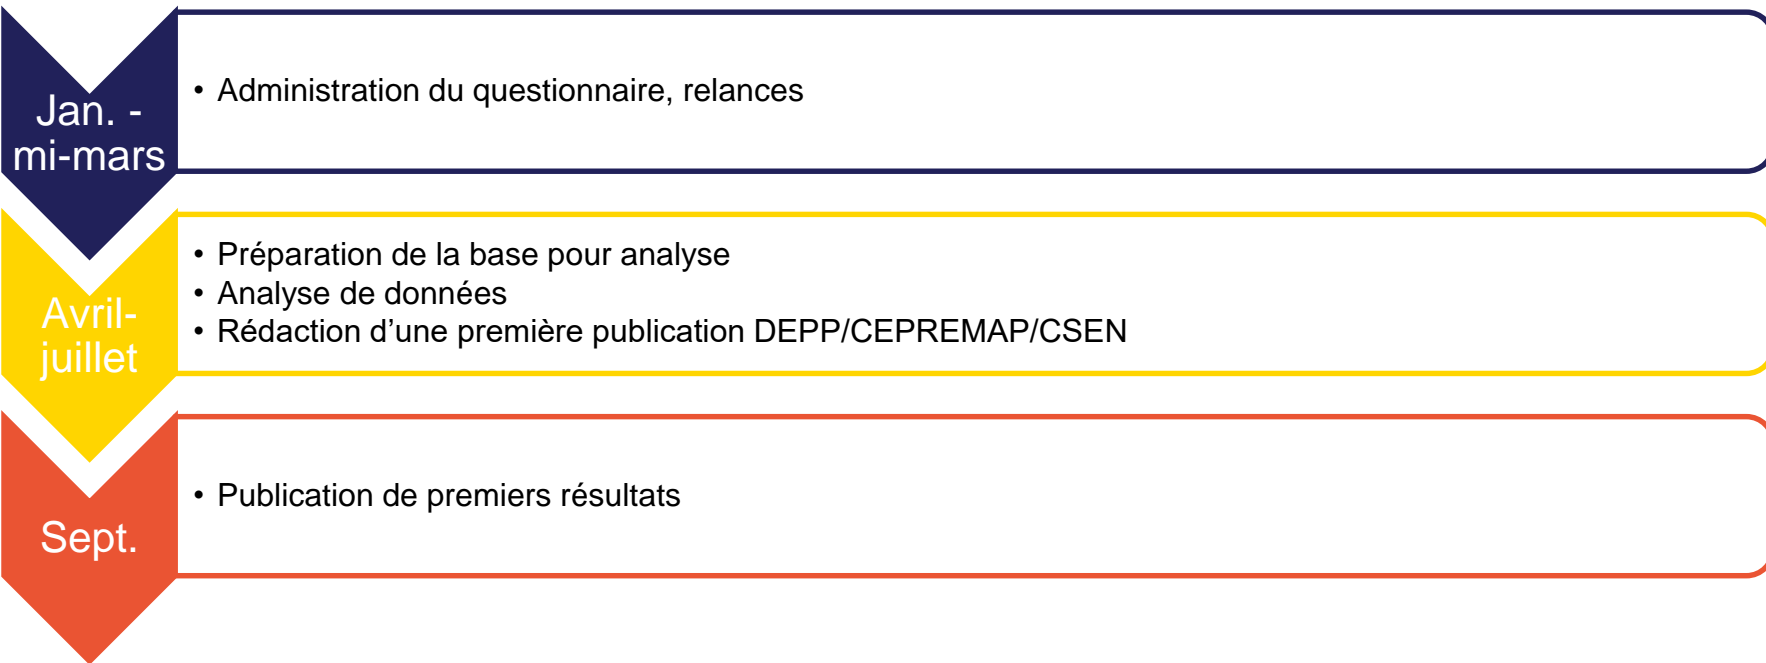 Jan. -
mi-mars
• Administration du questionnaire, relances
Avril-
juillet
• Préparation de la base pour analyse
• Analyse de données
• Rédaction d’une première publication DEPP/CEPREMAP/CSEN
Sept.
• Publication de premiers résultats